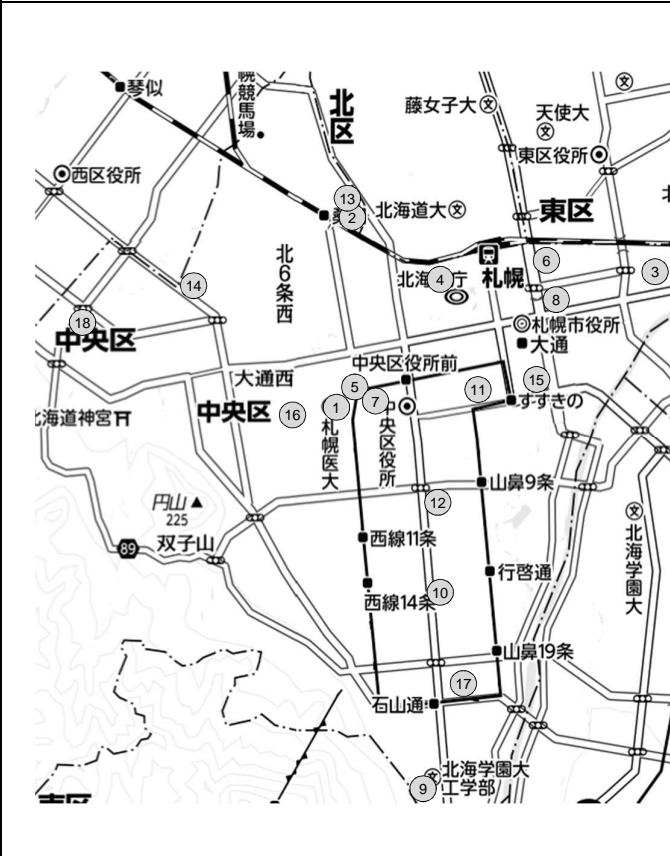 琴似
幌競馬場
北区
藤女子大
天使大
東区役所
西区役所
13
2
北海道大
東区
北6条西
6
3
14
4
札幌
8
18
中央区
札幌市役所
大通
中央区役所前
大通西
15
5
11
すすきの
1
7
中央区
16
海道神宮
札幌医大
中央区役所
山鼻9条
12
円山
225
89
双子山
西線11条
北海学園大
行啓通
10
西線14条
山鼻19条
17
石山通
北海学園大
工学部
9